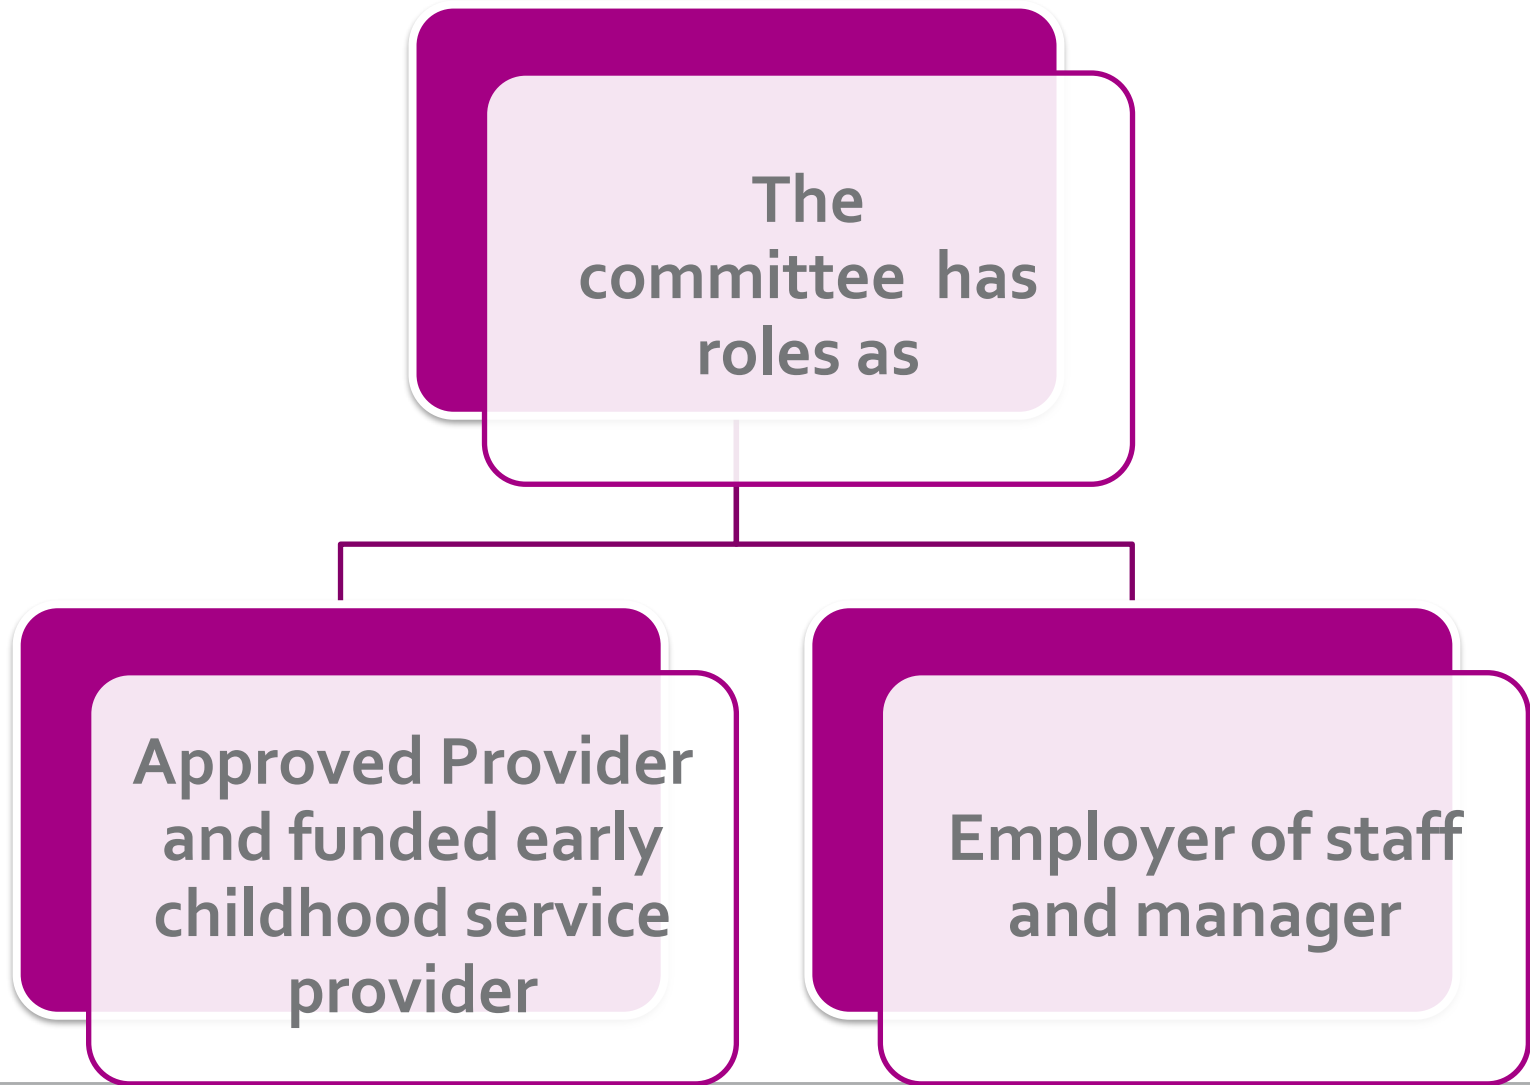 The
committee  has
roles as
Approved Provider
and funded early
childhood service
provider
Employer of staff
and manager